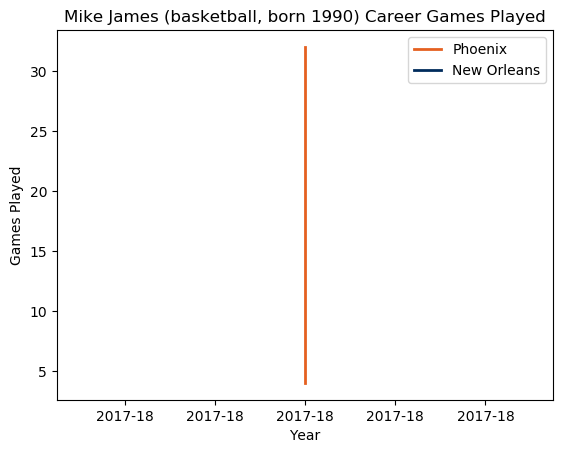 Mike James (basketball, born 1990) Career Games Played
Phoenix
New Orleans
Games Played
30
25
20
15
10
5
2017-18 2017-18 2017-18 2017-18 2017-18
Year